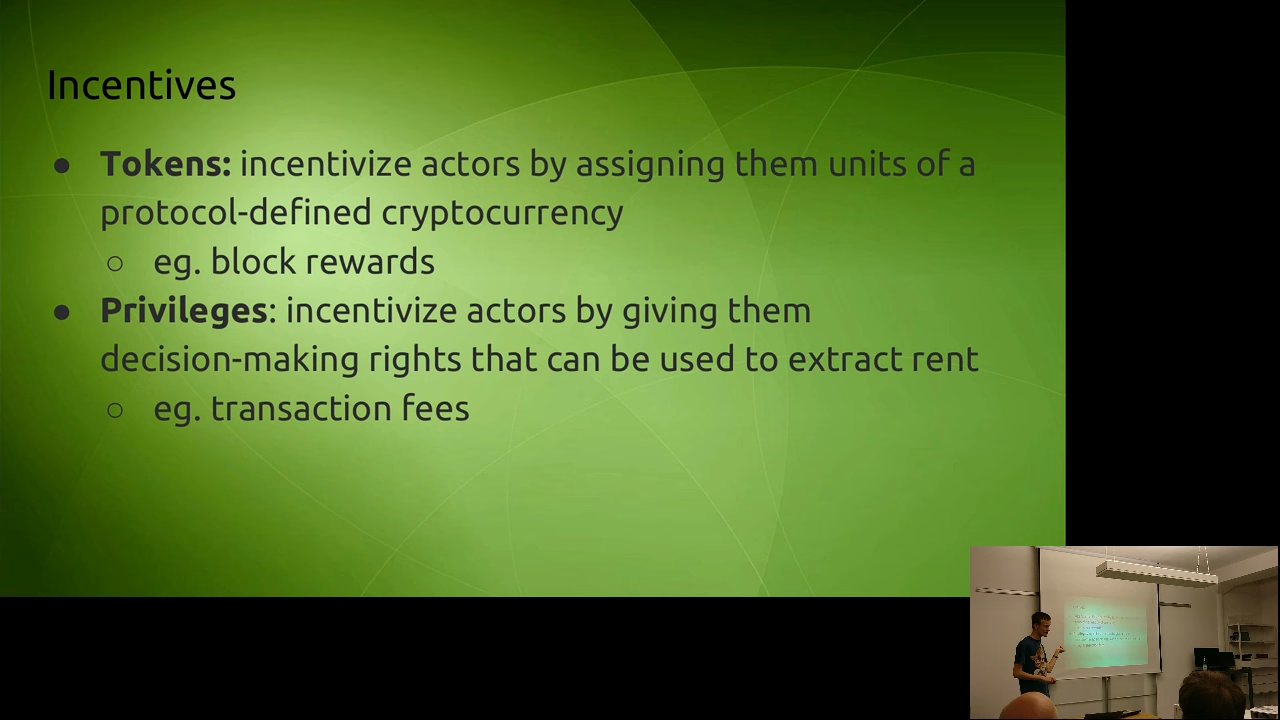 Incentives
● Tokens: incentivize actors by assigning them units of a
protocol-defined cryptocurrency
○ eg. block rewards
● Privileges: incentivize actors by giving them
decision-making rights that can be used to extract rent
○ eg. transaction fees